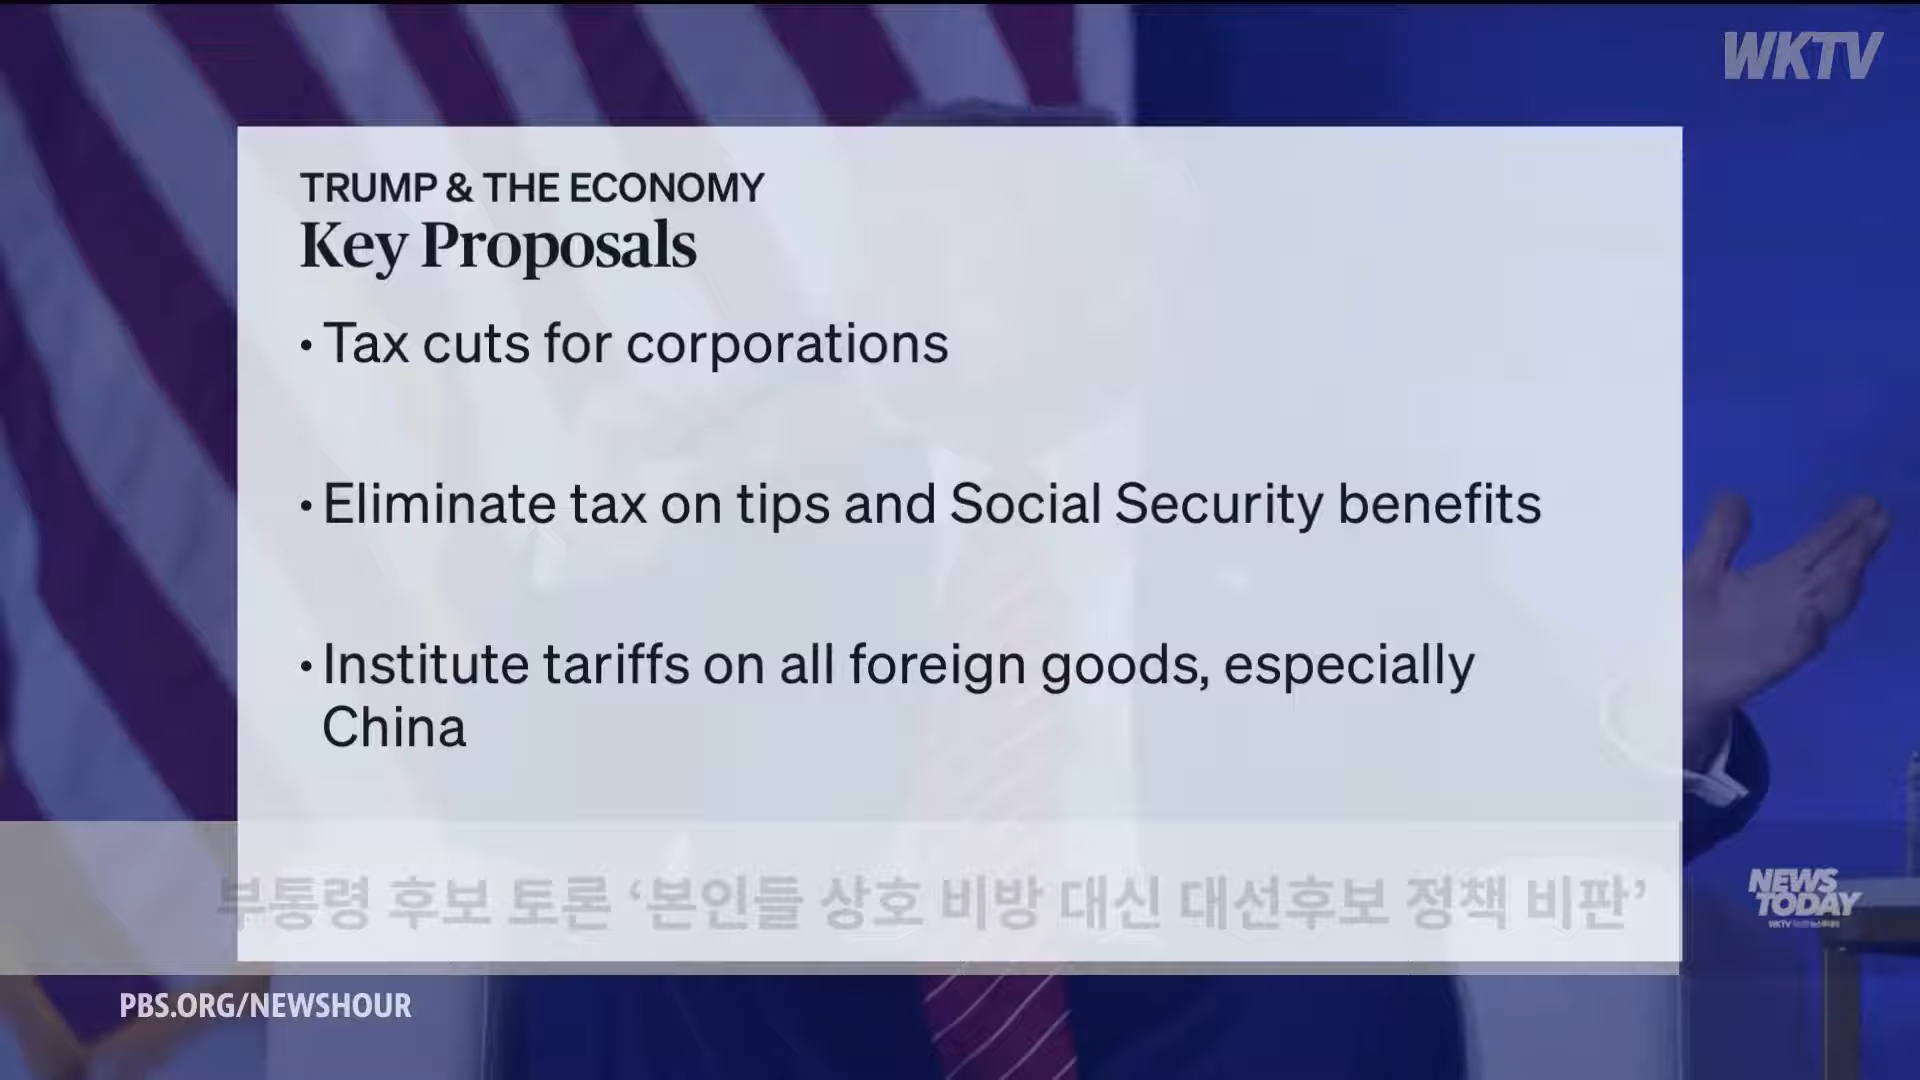 WKTV
TRUMP & THE ECONOMY
Key Proposals
• Tax cuts for corporations
• Eliminate tax on tips and Social Security benefits
• Institute tariffs on all foreign goods, especially
China
부통령 후보 토론 ‘본인들 상호 비방 대신 대선후보 정책 비판’
NEWS
TODAY
WKTV
PBS.ORG/NEWSHOUR